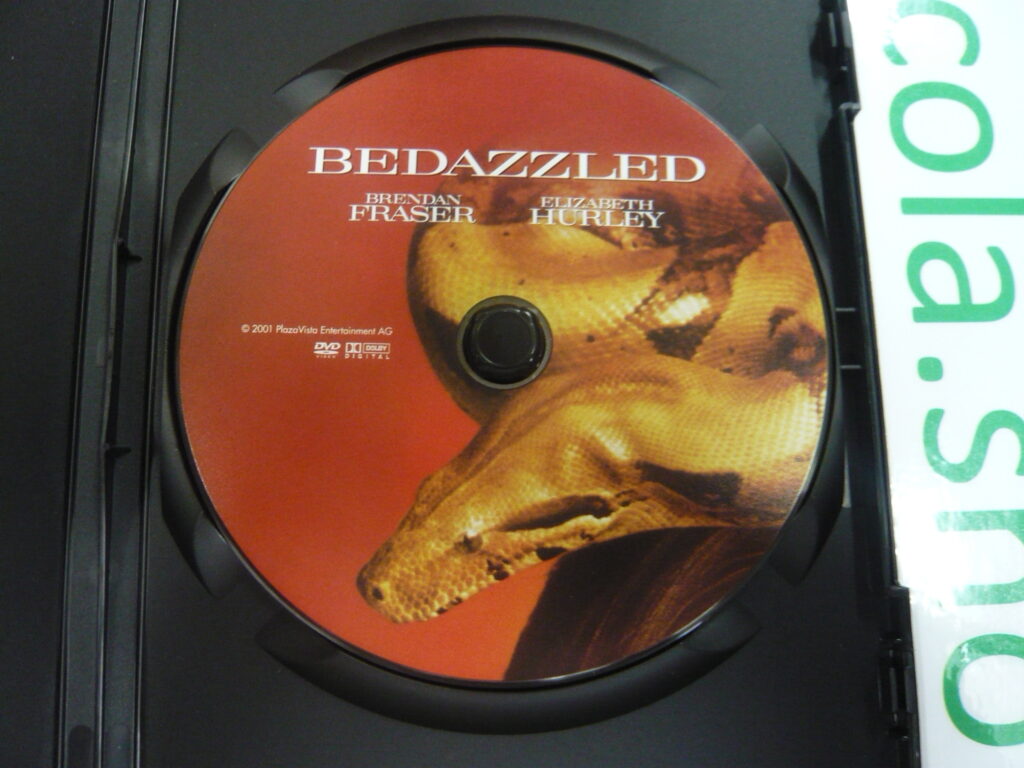 BEDAZZLED
BRENDAN
FRASER
ELIZABETH
HURLEY
© 2001 PlazaVista Entertainment AG
DVD
VIDEO
DOLBY
DIGITAL
cola.sno